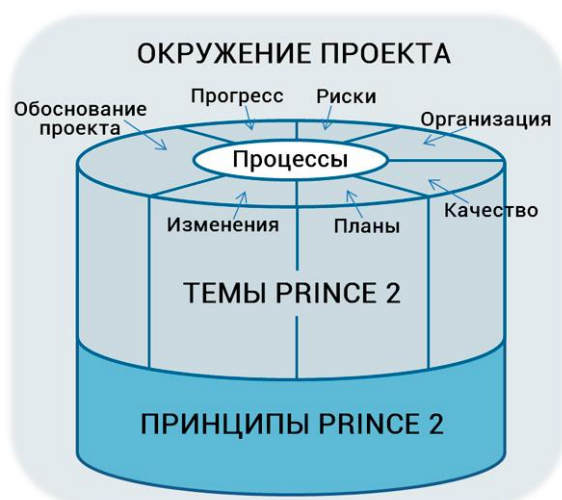 ОКРУЖЕНИЕ ПРОЕКТА
Прогресс
Риски
Обоснование
проекта
Организация
Процессы
Изменения
Планы
Качество
ТЕМЫ PRINCE 2
ПРИНЦИПЫ PRINCE 2